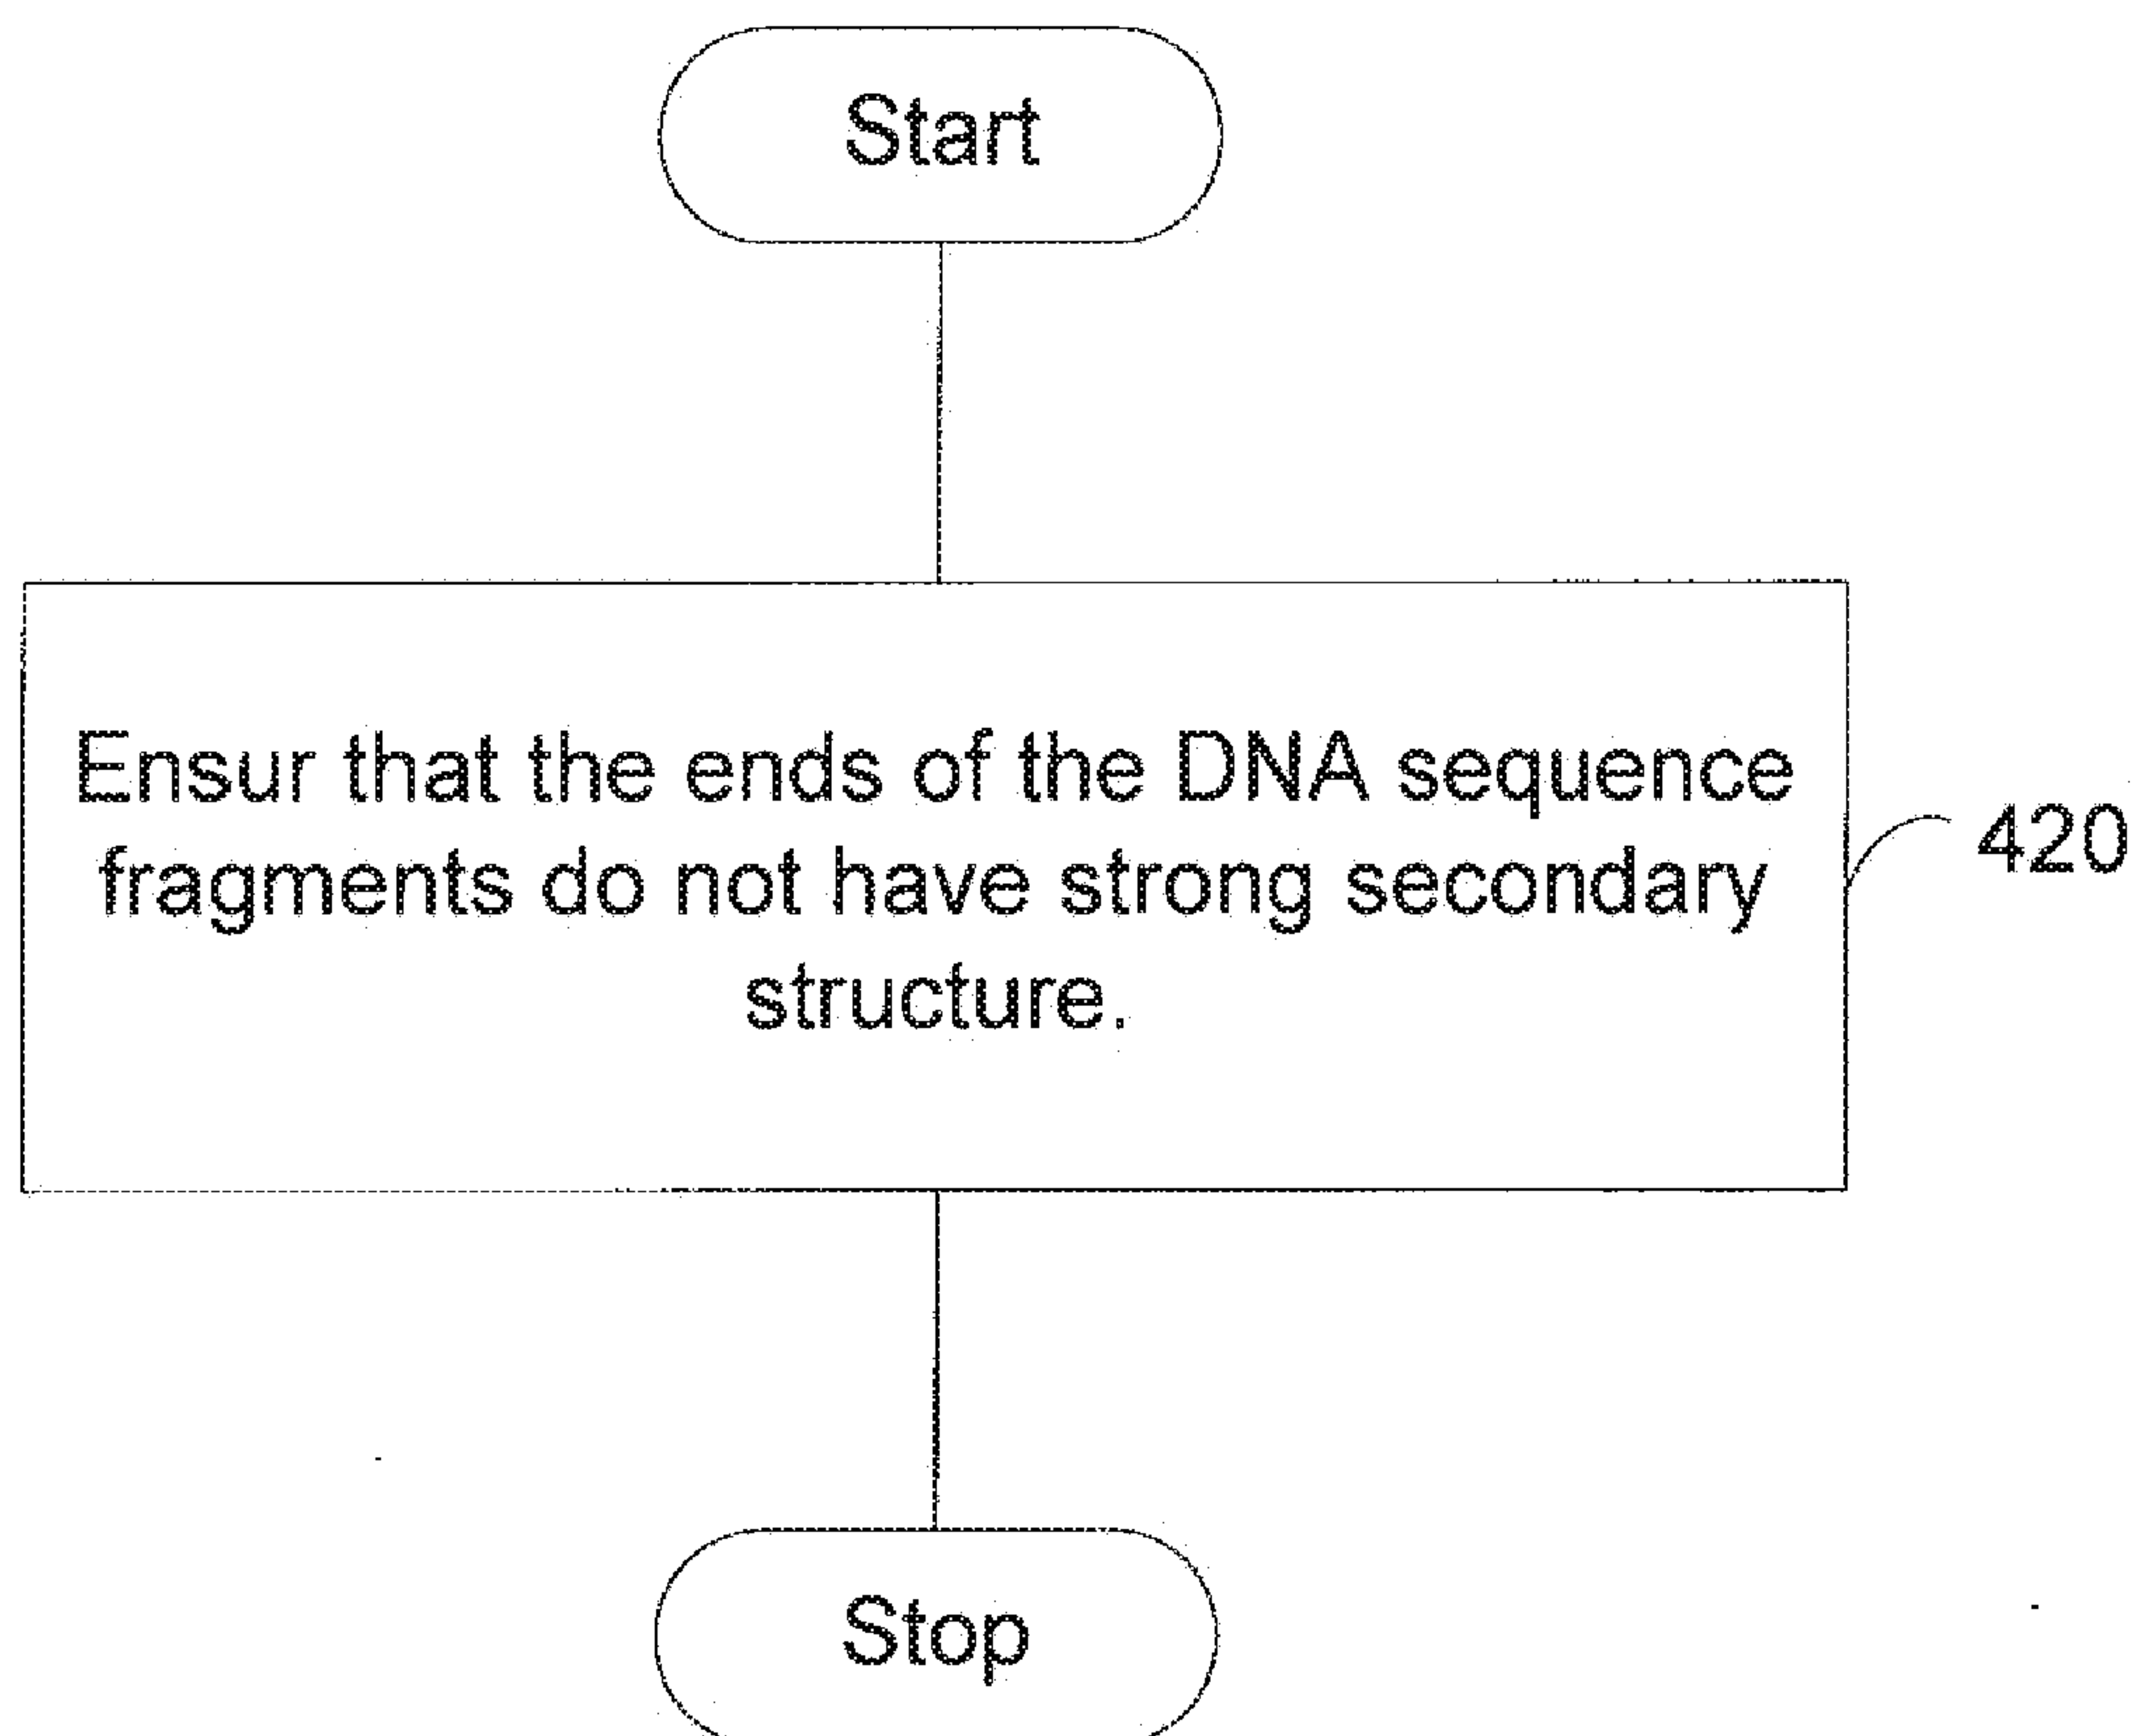 Start
Ensur that the ends of the DNA sequence
fragments do not have strong secondary
structure.
420
Stop